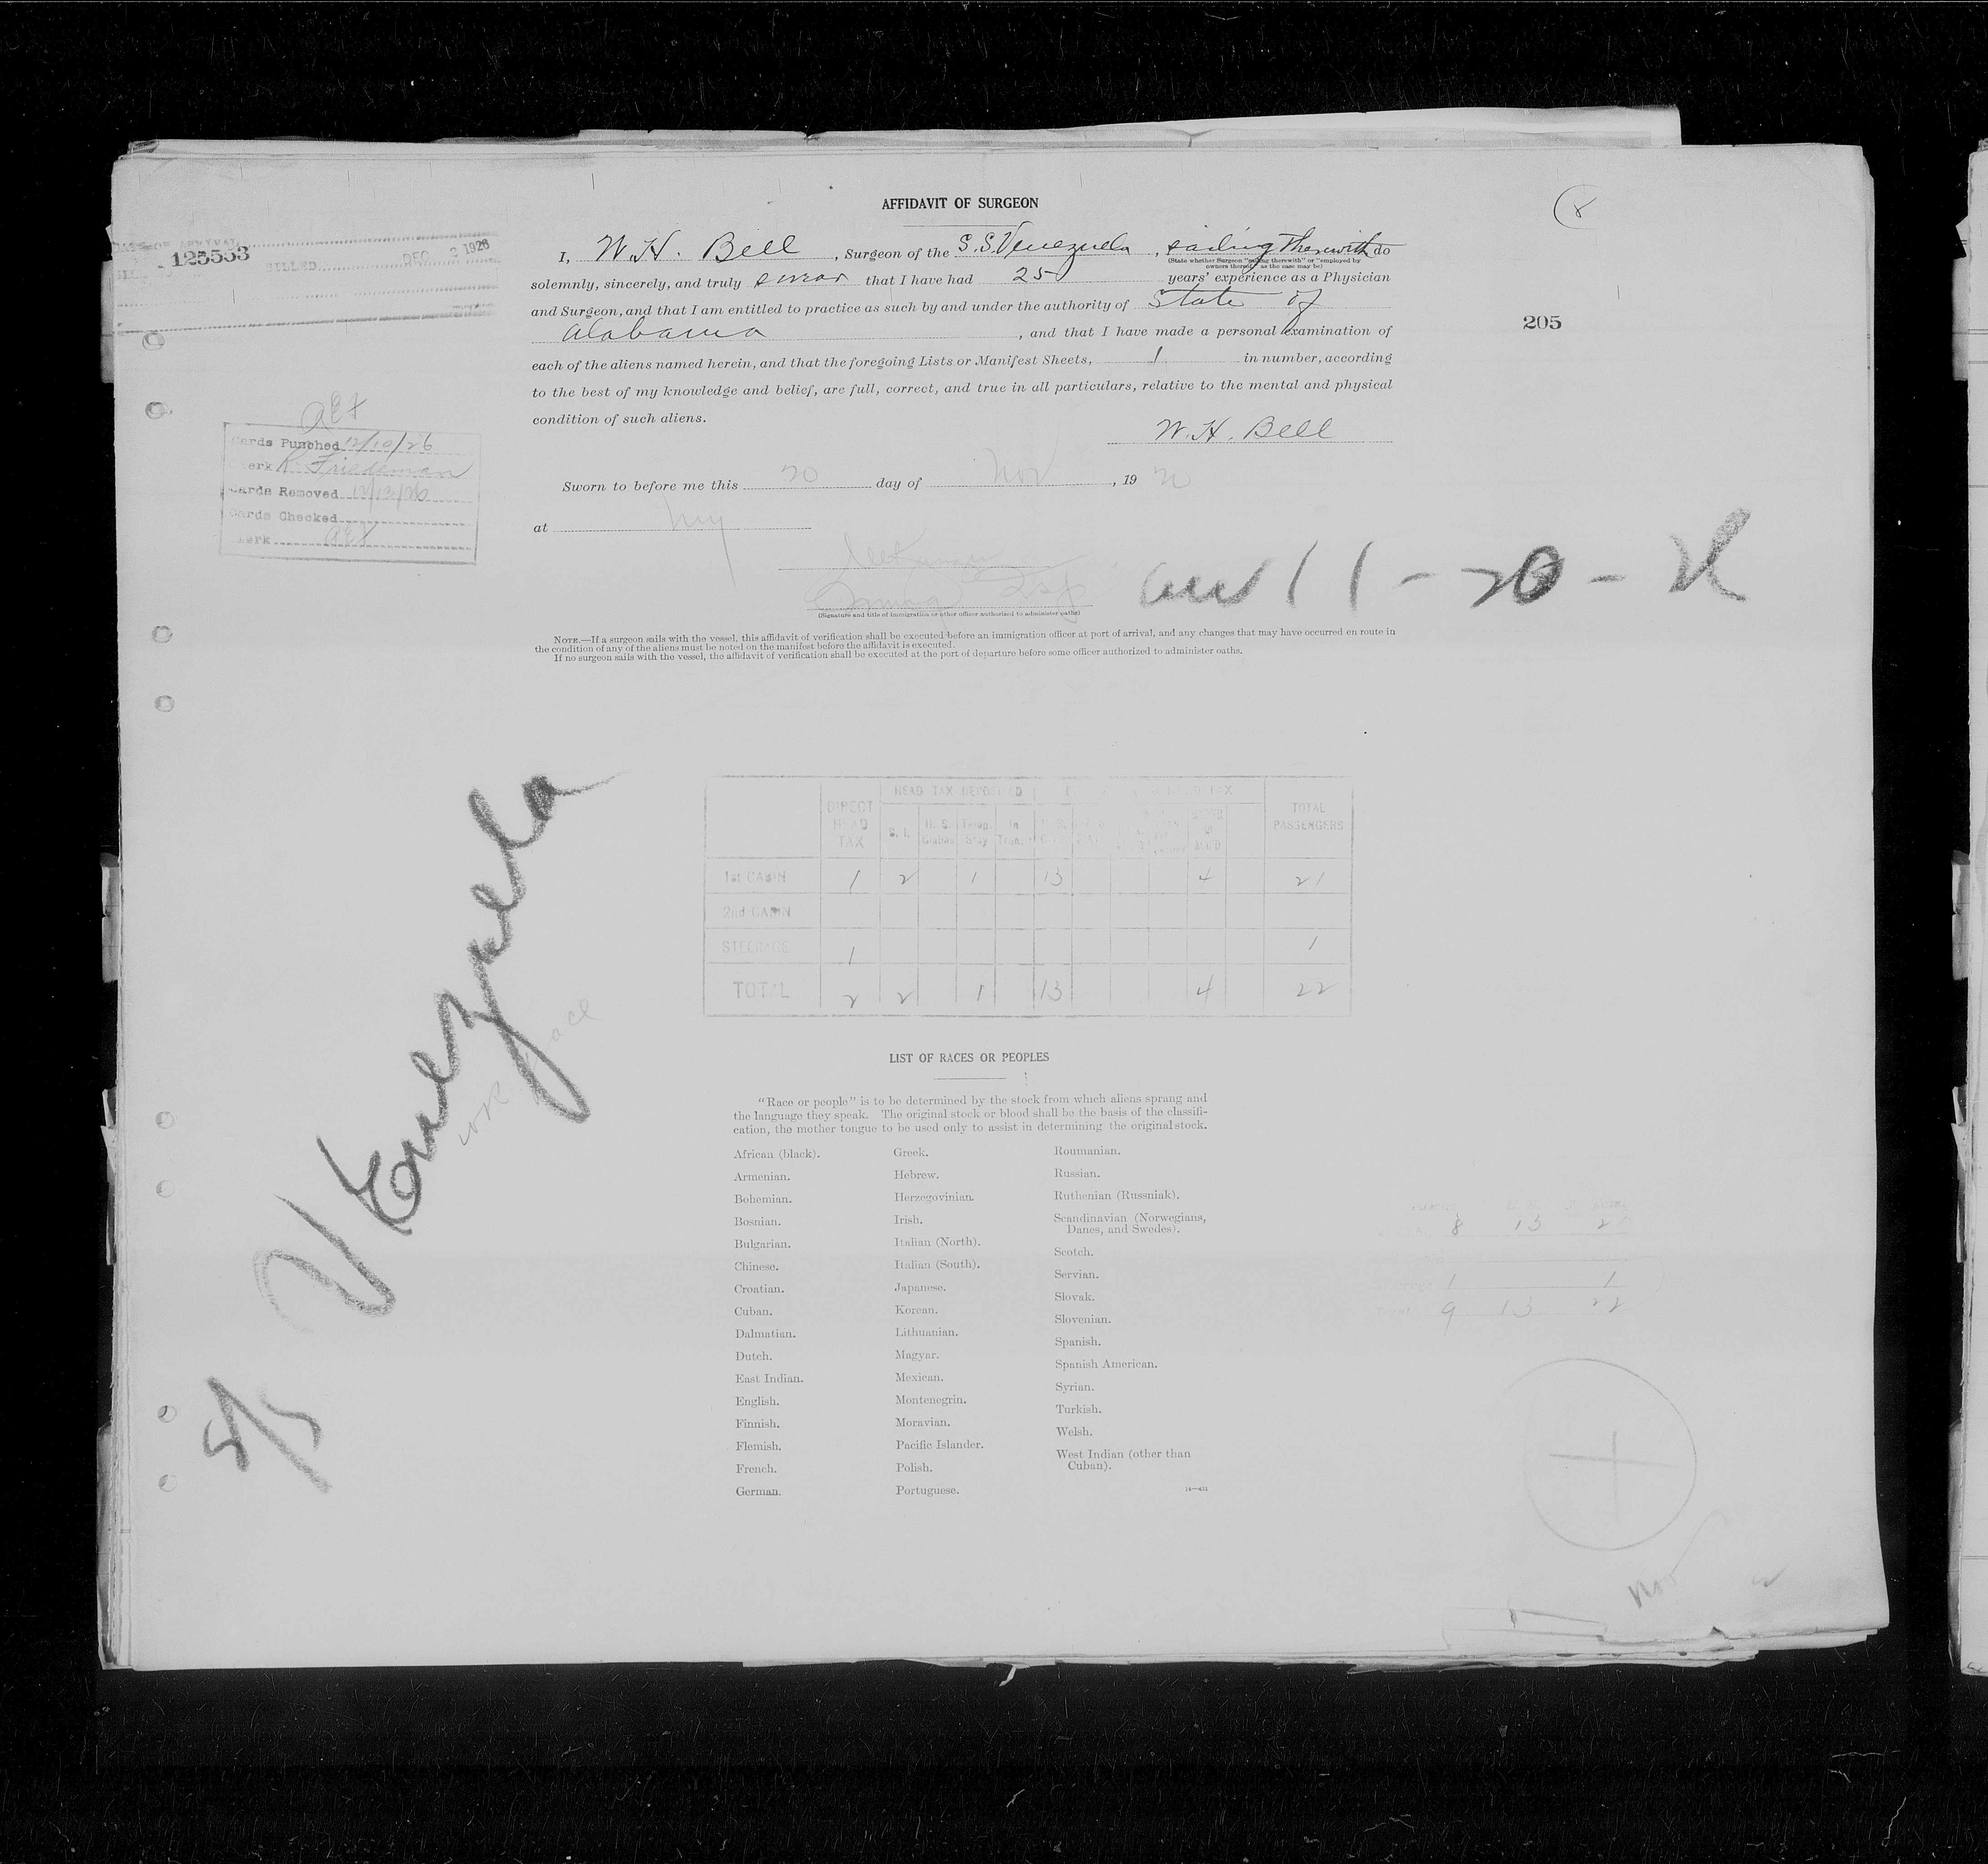 AFFIDAVIT OF SURGEON
I, W. H. Bell, Surgeon of the S.S. Venezuela, sailing therewith do
(State whether Surgeon "sailing therewith" or "employed by
owners thereof," as the case may be)
solemnly, sincerely, and truly swear that I have had 25 years' experience as a Physician
and Surgeon, and that I am entitled to practice as such by and under the authority of State of
Alabama, and that I have made a personal examination of
each of the aliens named herein, and that the foregoing Lists or Manifest Sheets, 1 in number, according
to the best of my knowledge and belief, are full, correct, and true in all particulars, relative to the mental and physical
condition of such aliens.
W. H. Bell
Sworn to before me this 20 day of Nov, 19
at NY
(Signature and title of immigration or other officer authorized to administer oaths)
NOTE.—If a surgeon sails with the vessel, this affidavit of verification shall be executed before an immigration officer at port of arrival, and any changes that may have occurred en route in
the condition of any of the aliens must be noted on the manifest before the affidavit is executed.
If no surgeon sails with the vessel, the affidavit of verification shall be executed at the port of departure before some officer authorized to administer oaths.
205
DATE OF ARRIVAL
125553
BILLED DEC 2 1926
Cards Punched 12/10/26
Clerk R. Friedeman
Cards Removed
Cards Checked
Clerk
11-20-26
S/S Venezuela
DIRECT HEAD TAX
HEAD TAX DEPOSITED
S. I.
Temp. Stay
In Tran.
TOTAL PASSENGERS
1st CABIN 1 2 1 13 4 21
2nd CABIN
STEERAGE 1 1
TOTAL 2 2 1 13 4 22
LIST OF RACES OR PEOPLES
"Race or people" is to be determined by the stock from which aliens sprang and
the language they speak. The original stock or blood shall be the basis of the classifi-
cation, the mother tongue to be used only to assist in determining the original stock.
African (black).
Armenian.
Bohemian.
Bosnian.
Bulgarian.
Chinese.
Croatian.
Cuban.
Dalmatian.
Dutch.
East Indian.
English.
Finnish.
Flemish.
French.
German.
Greek.
Hebrew.
Herzegovinian.
Irish.
Italian (North).
Italian (South).
Japanese.
Korean.
Lithuanian.
Magyar.
Mexican.
Montenegrin.
Moravian.
Pacific Islander.
Polish.
Portuguese.
Roumanian.
Russian.
Ruthenian (Russniak).
Scandinavian (Norwegians,
Danes, and Swedes).
Scotch.
Servian.
Slovak.
Slovenian.
Spanish.
Spanish American.
Syrian.
Turkish.
Welsh.
West Indian (other than
Cuban).
8 13 21
1 1
9 13 22
Nov